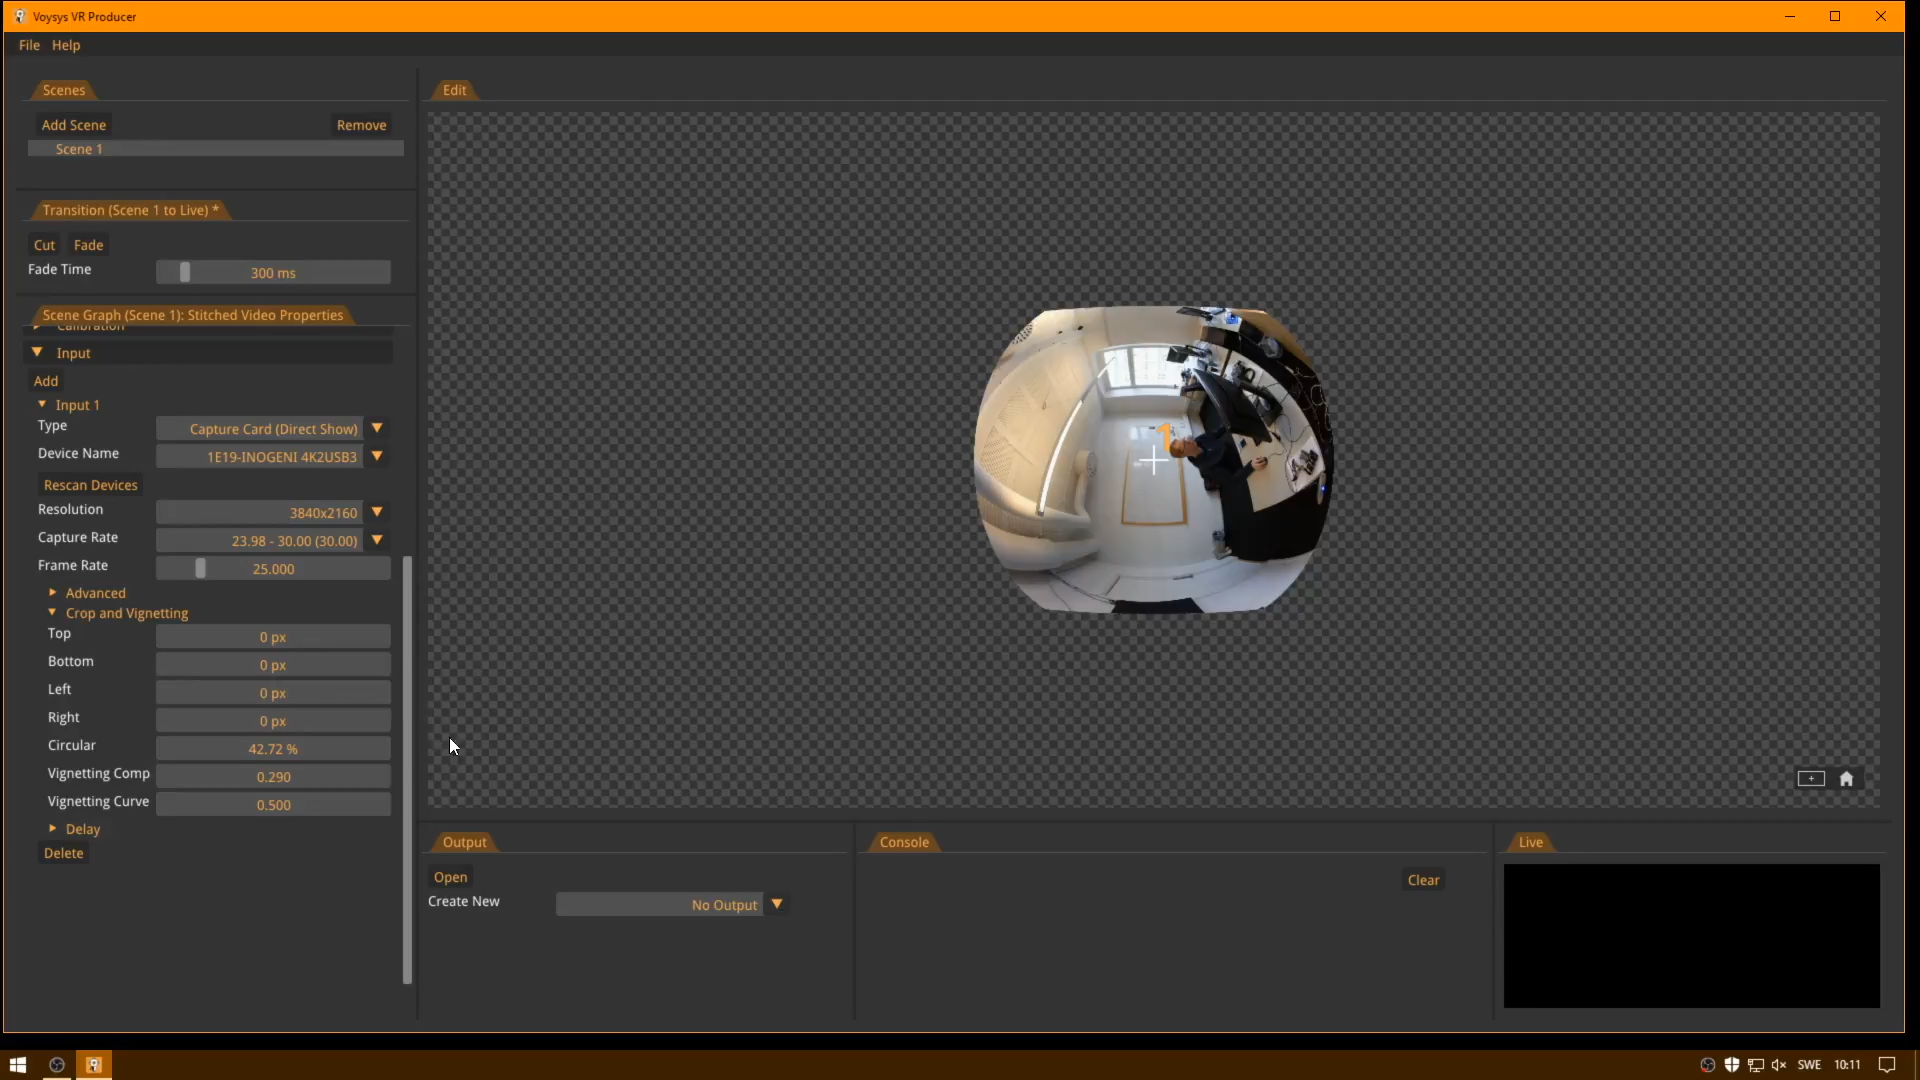 Voysys VR Producer
File Help
Scenes
Add Scene Remove
Scene 1
Transition (Scene 1 to Live) *
Cut Fade
Fade Time 300 ms
Scene Graph (Scene 1): Stitched Video Properties
Calibration
Input
Add
Input 1
Type Capture Card (Direct Show)
Device Name 1E19-INOGENI 4K2USB3
Rescan Devices
Resolution 3840x2160
Capture Rate 23.98 - 30.00 (30.00)
Frame Rate 25.000
Advanced
Crop and Vignetting
Top 0 px
Bottom 0 px
Left 0 px
Right 0 px
Circular 42.72 %
Vignetting Comp 0.290
Vignetting Curve 0.500
Delay
Delete
Edit
1
Output
Open
Create New No Output
Console
Clear
Live
SWE 10:11